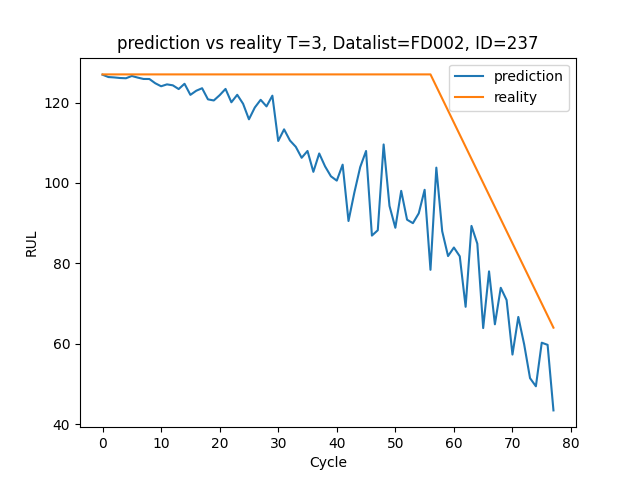 prediction vs reality T=3, Datalist=FD002, ID=237
prediction
reality
RUL
120
100
80
60
40
0 10 20 30 40 50 60 70 80
Cycle